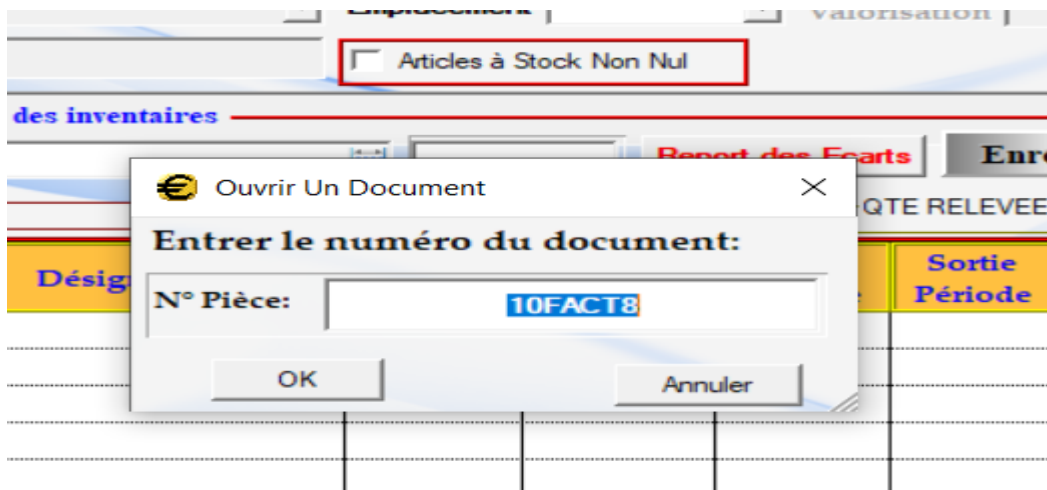 Emplacement
Valorisation
Articles à Stock Non Nul
des inventaires
Report des Ecarts
Enr
Ouvrir Un Document
QTE RELEVEE
Entrer le numéro du document:
Désig
Sortie
Période
N° Pièce:
10FACT8
OK
Annuler